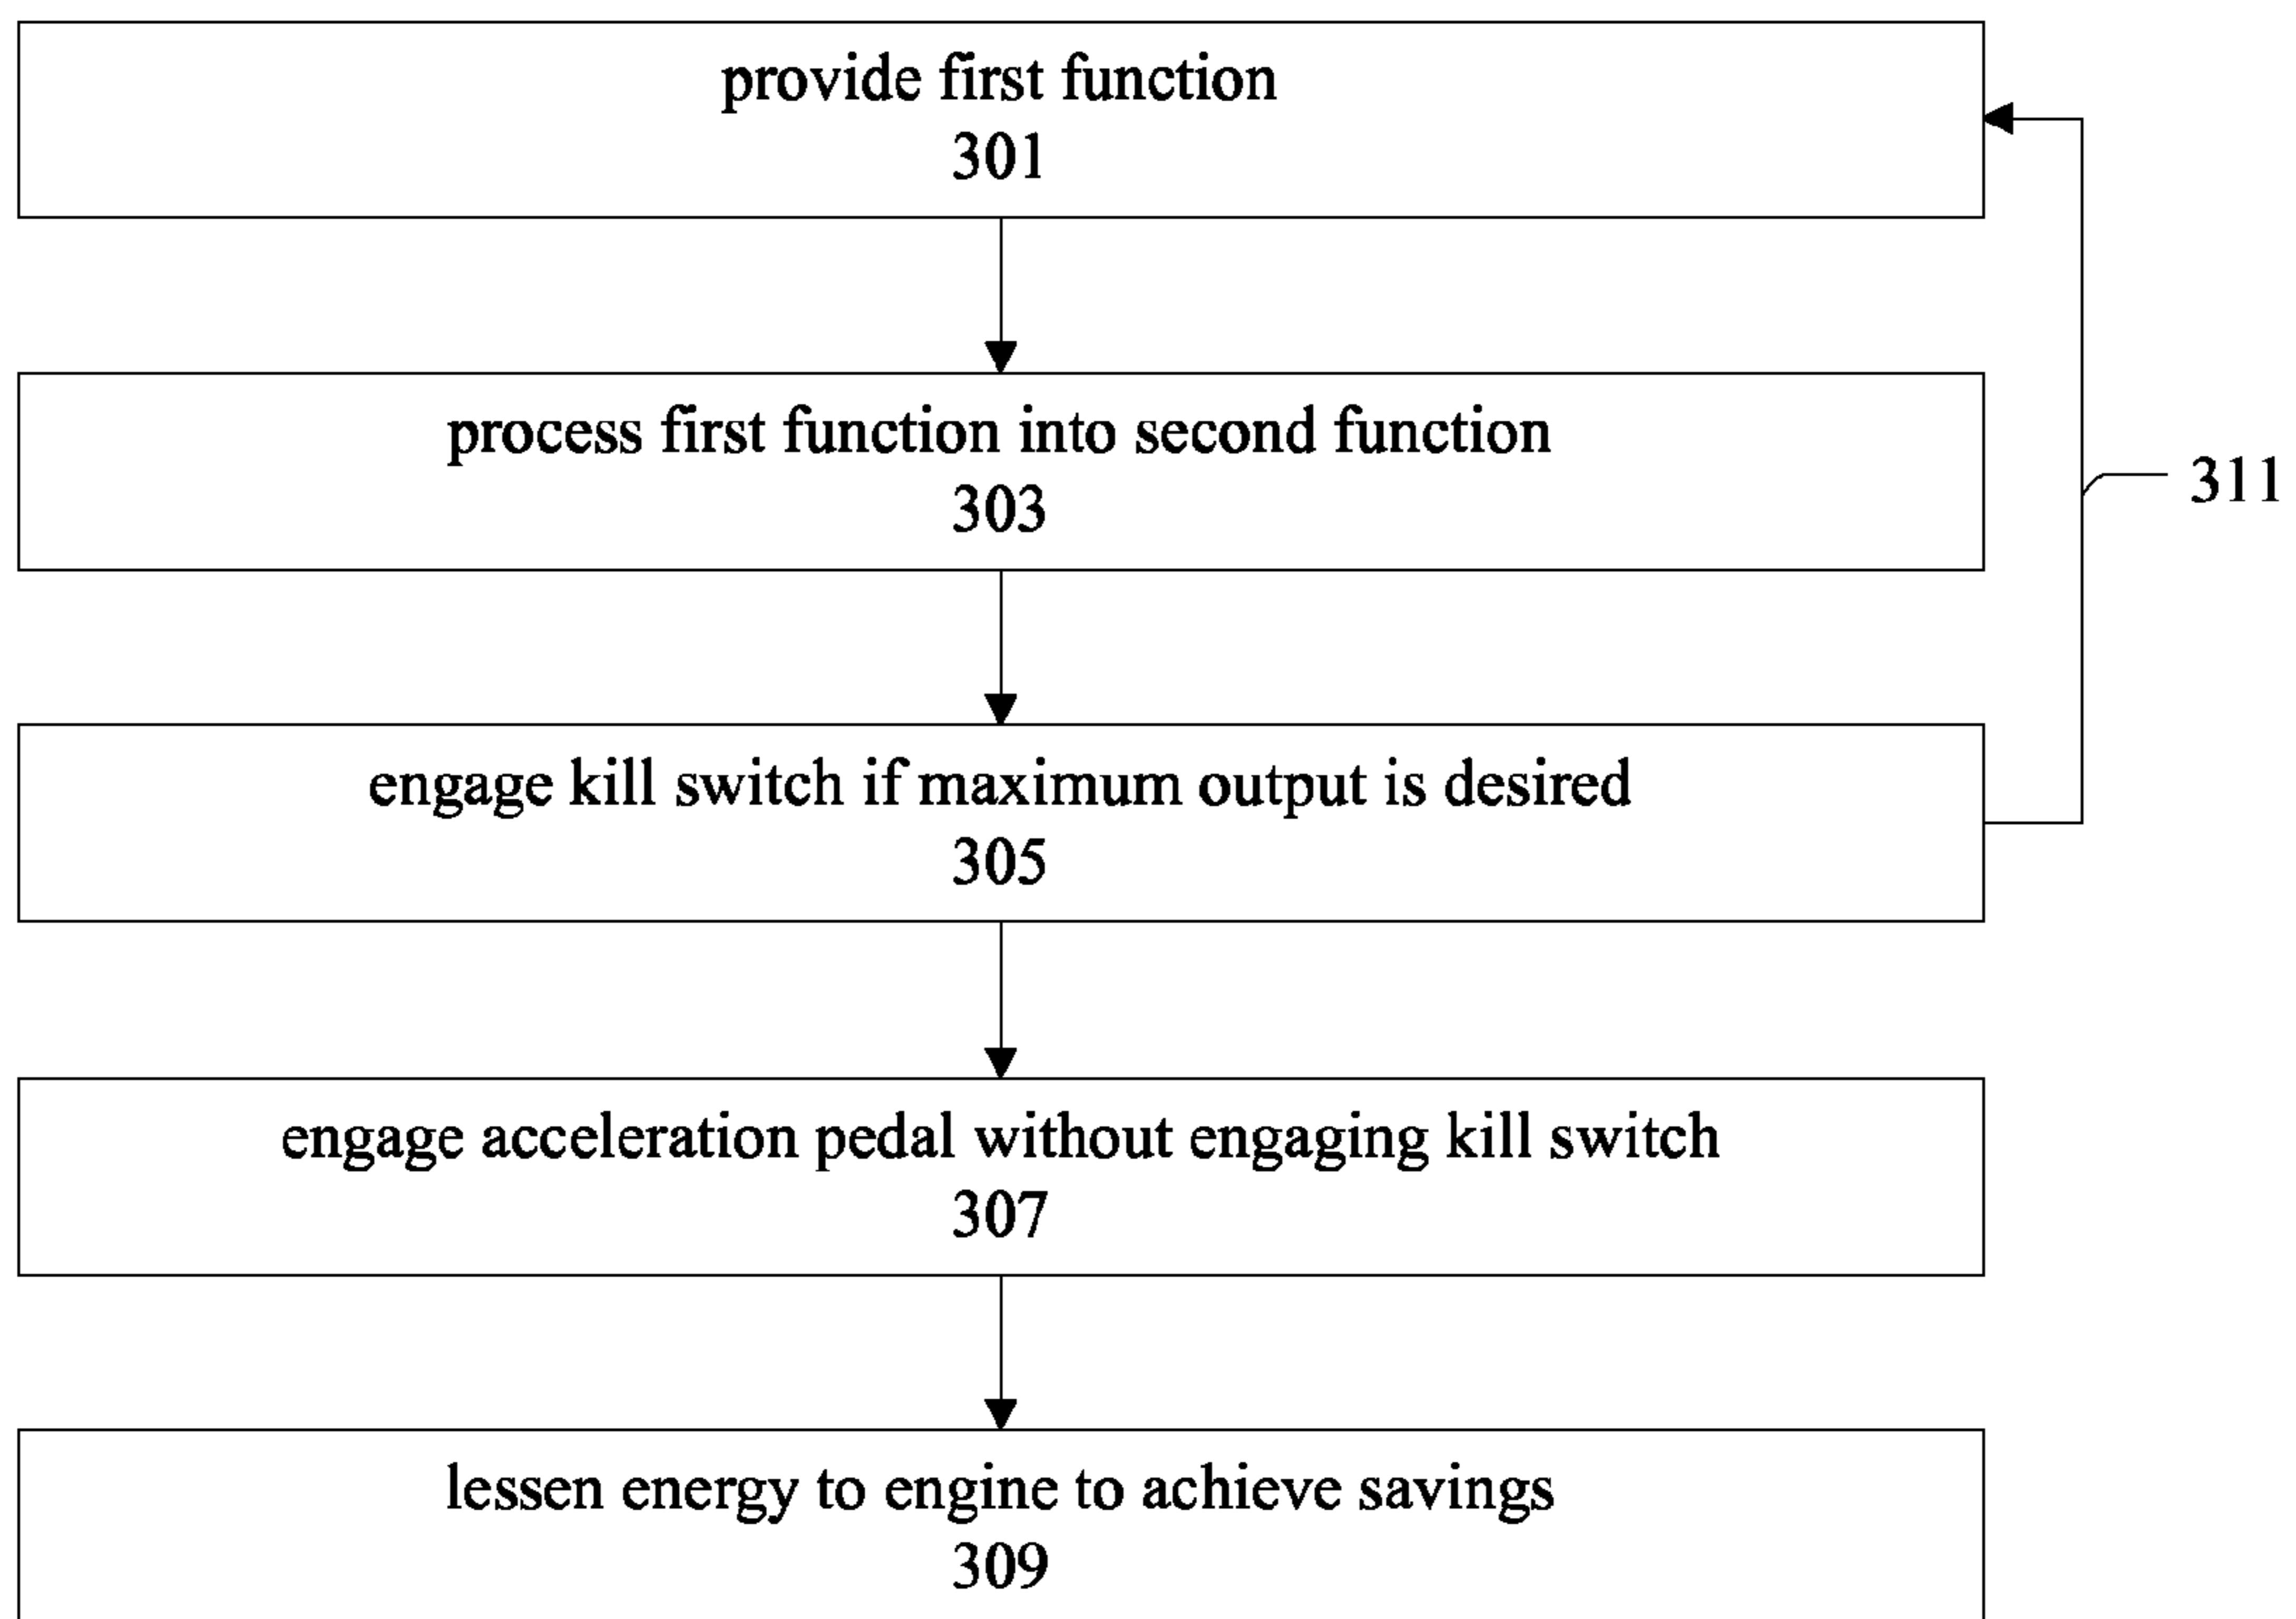 provide first function
301
process first function into second function
303
311
engage kill switch if maximum output is desired
305
engage acceleration pedal without engaging kill switch
307
lessen energy to engine to achieve savings
309